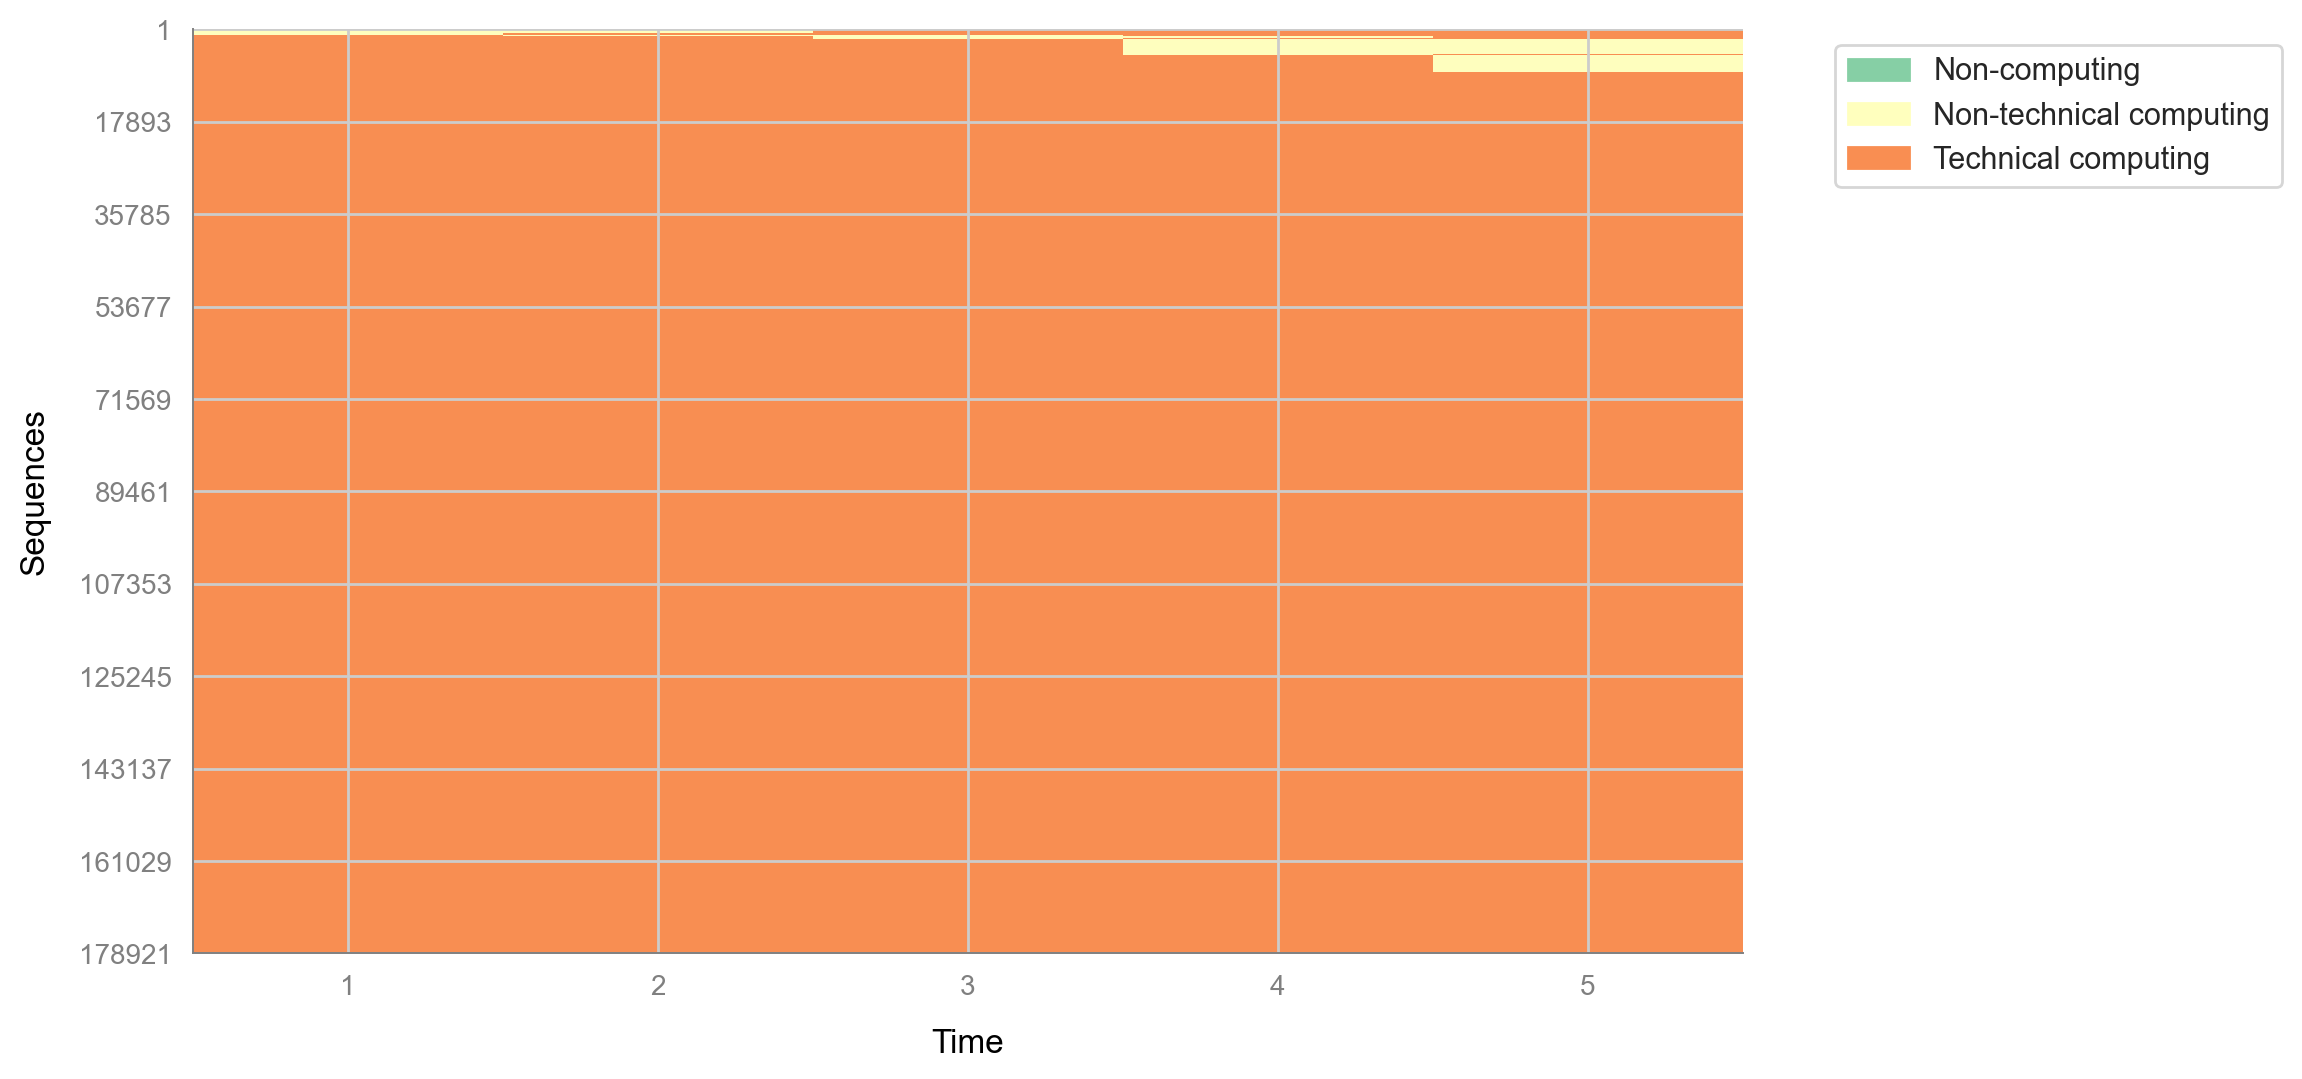 1
17893
35785
53677
71569
89461
107353
125245
143137
161029
178921
Sequences
1 2 3 4 5
Time
Non-computing
Non-technical computing
Technical computing